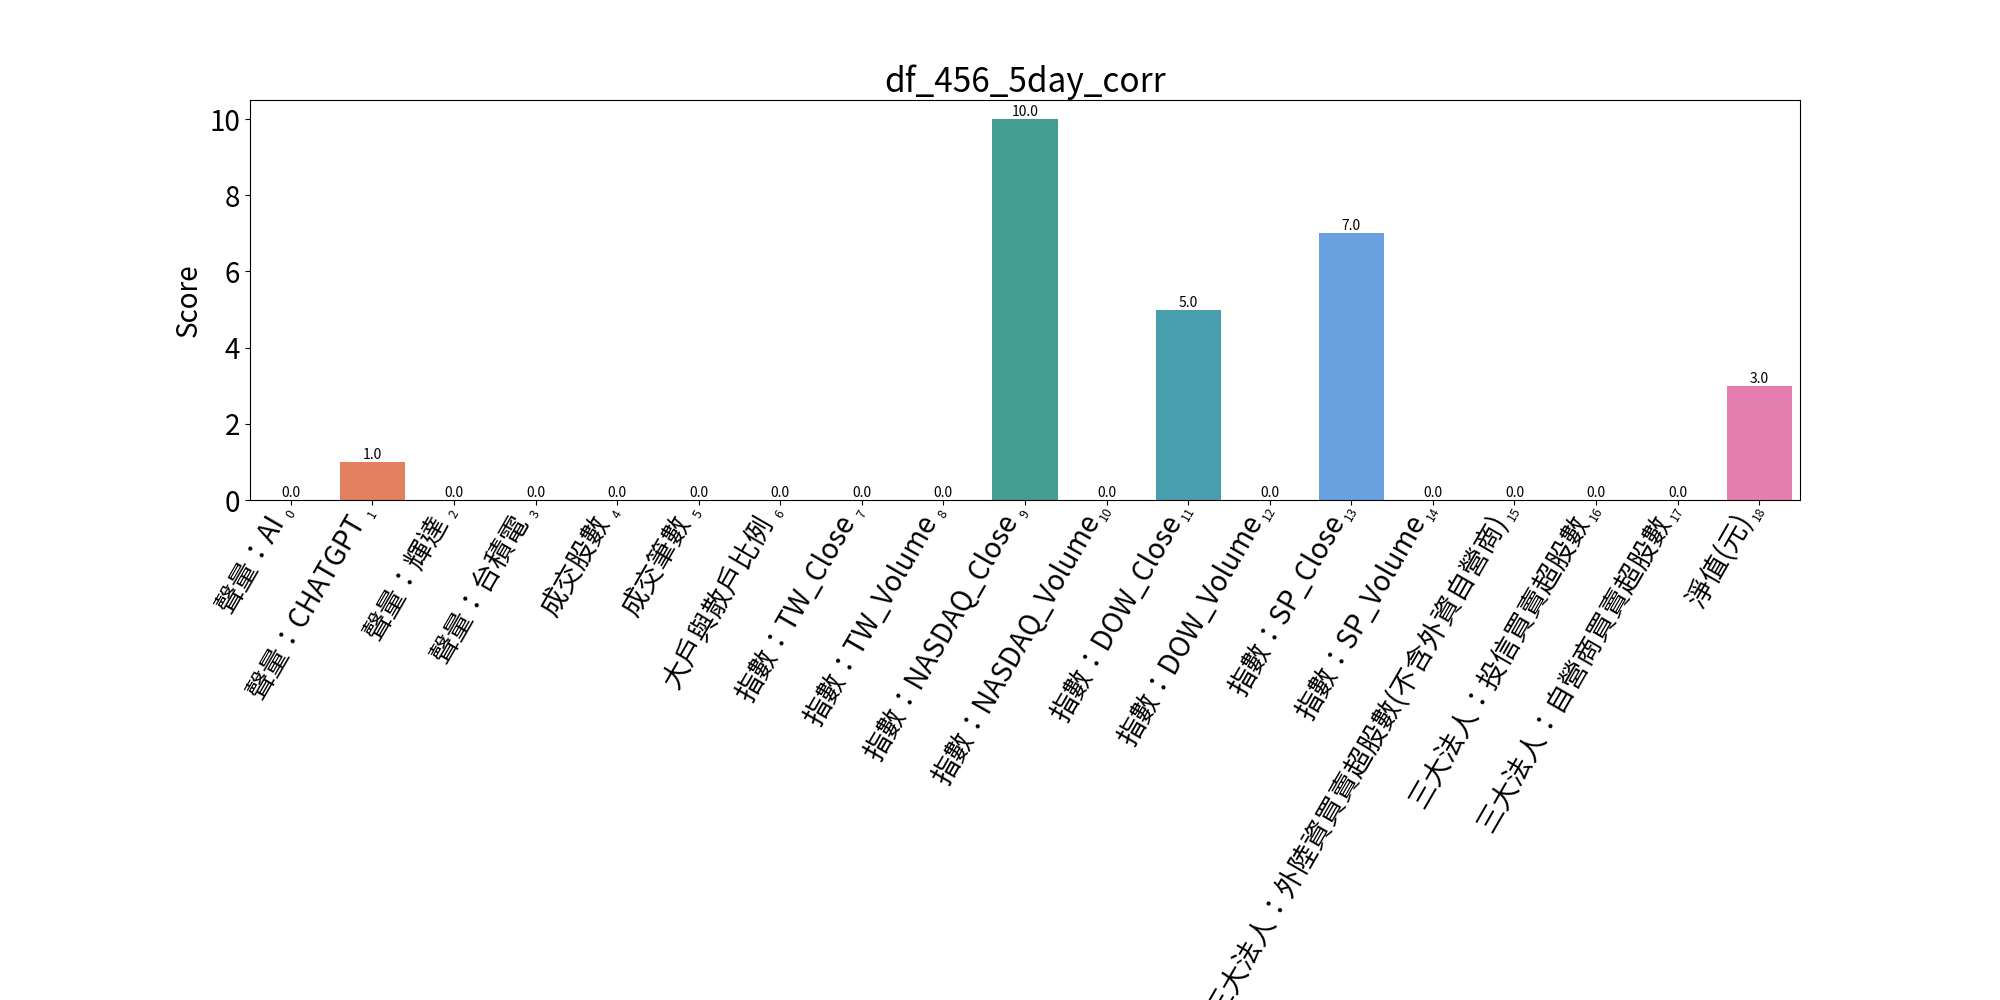 df_456_5day_corr
Score
10
8
6
4
2
0
0.0
1.0
0.0
0.0
0.0
0.0
0.0
0.0
0.0
10.0
0.0
5.0
0.0
7.0
0.0
0.0
0.0
0.0
3.0
0
1
2
3
4
5
6
7
8
9
10
11
12
13
14
15
16
17
18
聲量：AI
聲量：CHATGPT
聲量：輝達
聲量：台積電
成交股數
成交筆數
大戶與散戶比例
指數：TW_Close
指數：TW_Volume
指數：NASDAQ_Close
指數：NASDAQ_Volume
指數：DOW_Close
指數：DOW_Volume
指數：SP_Close
指數：SP_Volume
三大法人：外陸資買賣超股數(不含外資自營商)
三大法人：投信買賣超股數
三大法人：自營商買賣超股數
淨值(元)